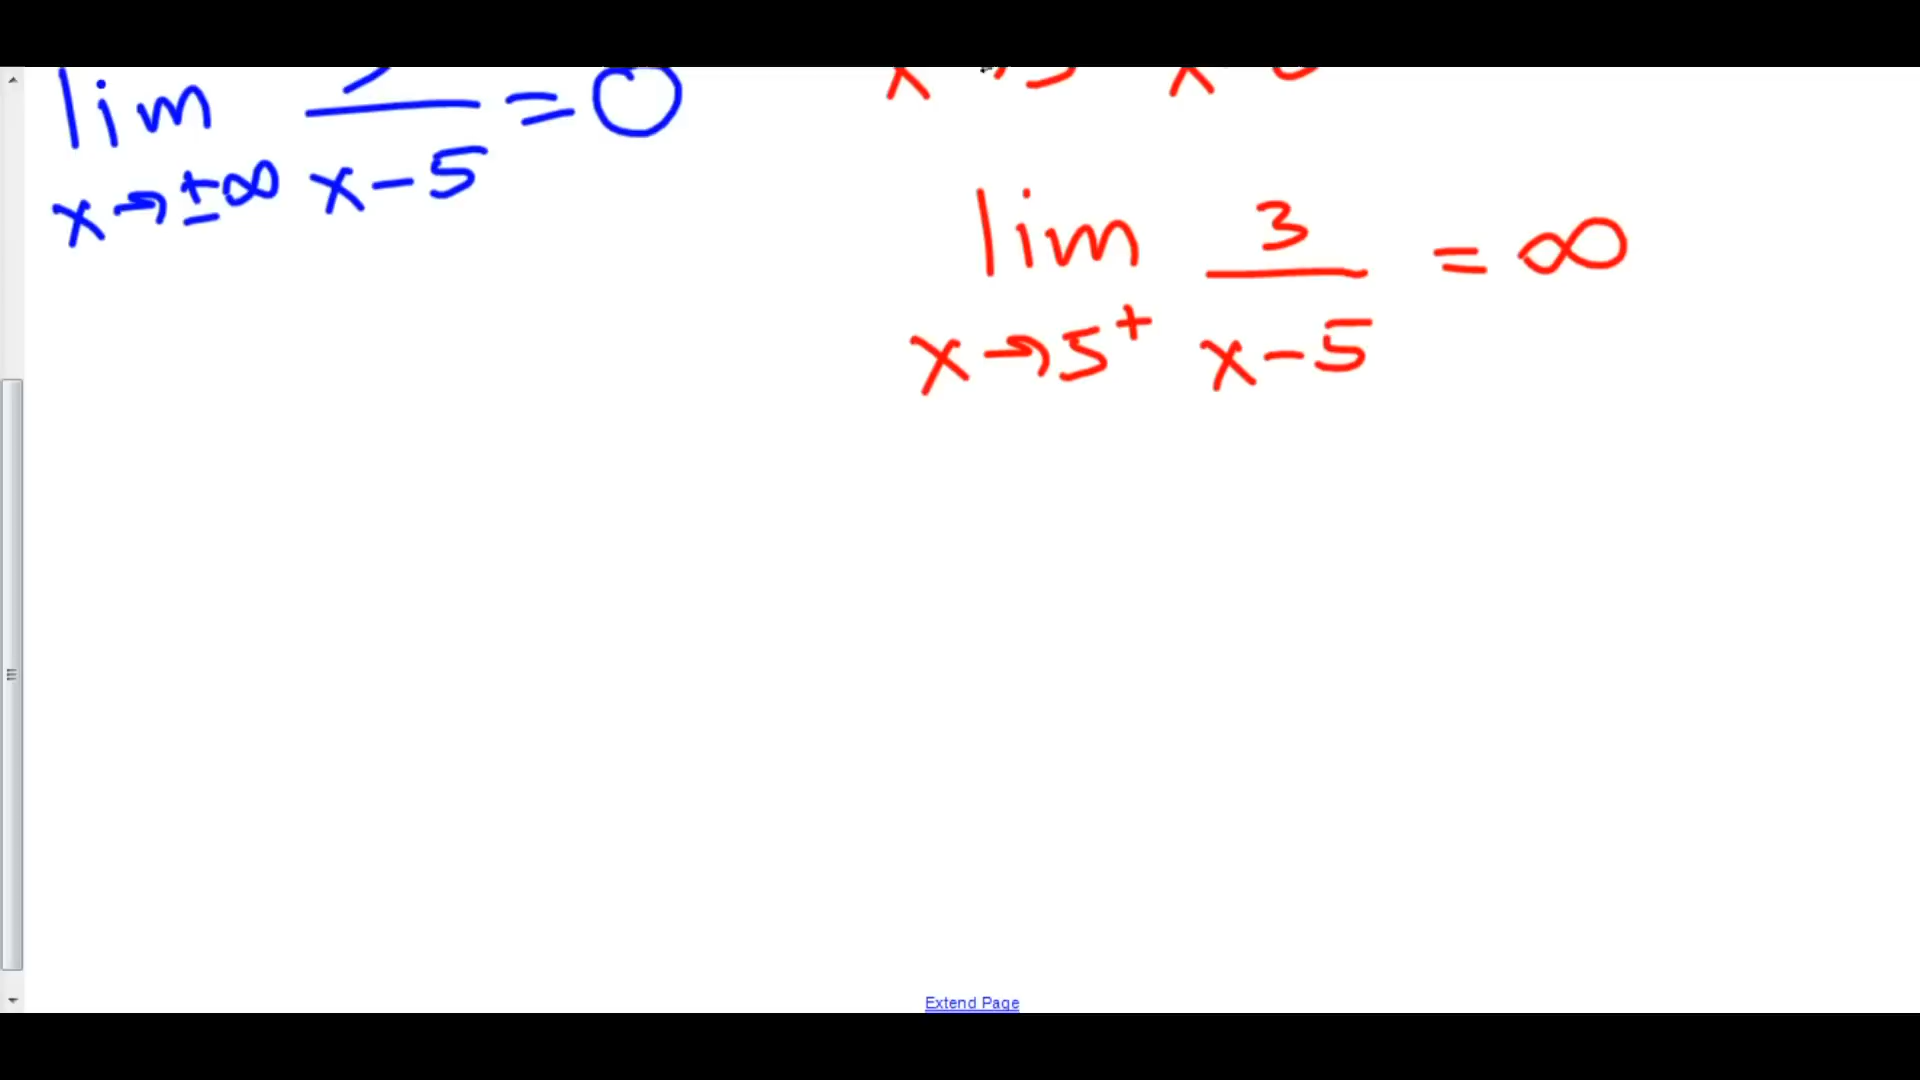 lim 3/(x-5) = ∞
x→5⁺
lim /(x-5) = 0
x→±∞
Extend Page